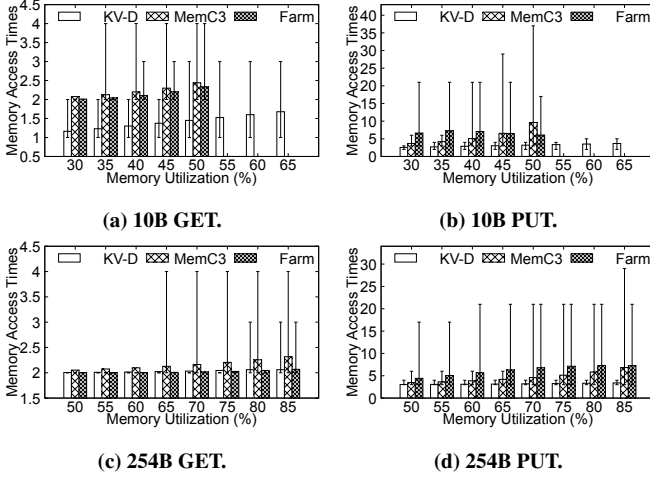 KV-D MemC3 Farm
4.5
4
3.5
3
2.5
2
1.5
1
0.5
Memory Access Times
30 35 40 45 50 55 60 65
Memory Utilization (%)
(a) 10B GET.
KV-D MemC3 Farm
40
35
30
25
20
15
10
5
0
Memory Access Times
30 35 40 45 50 55 60 65
Memory Utilization (%)
(b) 10B PUT.
KV-D MemC3 Farm
4.5
4
3.5
3
2.5
2
1.5
Memory Access Times
50 55 60 65 70 75 80 85
Memory Utilization (%)
(c) 254B GET.
KV-D MemC3 Farm
30
25
20
15
10
5
0
Memory Access Times
50 55 60 65 70 75 80 85
Memory Utilization (%)
(d) 254B PUT.